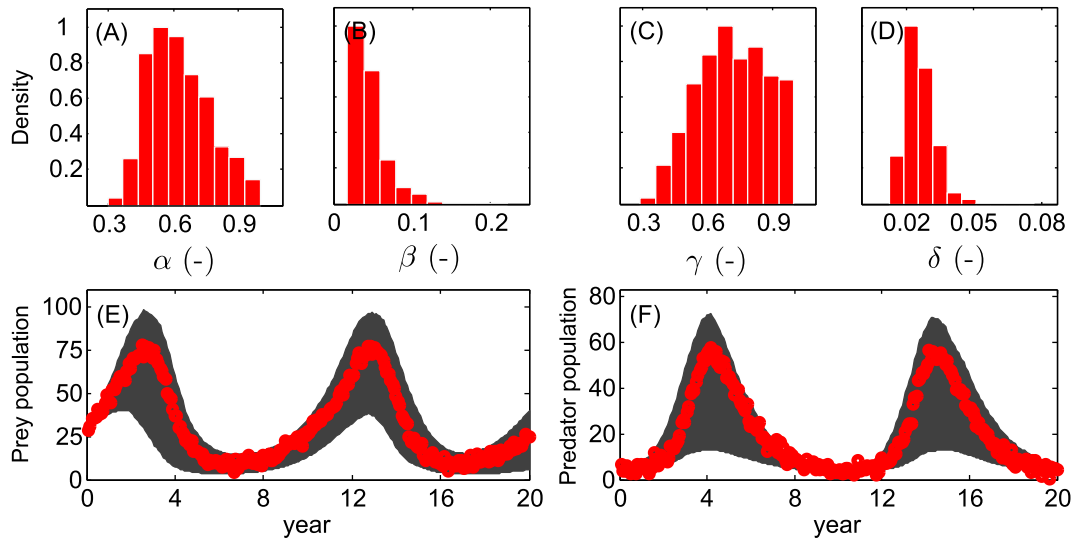 (A) (B) (C) (D)
Density
1
0.8
0.6
0.4
0.2
0.3 0.6 0.9
0 0.1 0.2
0.3 0.6 0.9
0.02 0.05 0.08
α (-)
β (-)
γ (-)
δ (-)
(E)
Prey population
100
75
50
25
0
0 4 8 12 16 20
year
(F)
Predator population
80
60
40
20
0
0 4 8 12 16 20
year